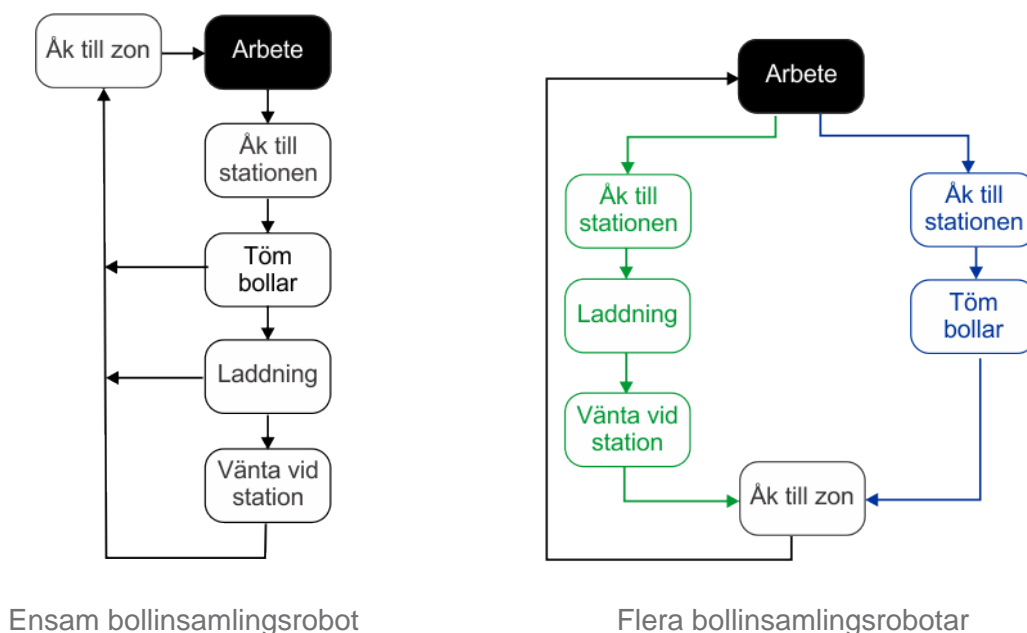 Åk till zon
Arbete
Åk till
stationen
Töm
bollar
Laddning
Vänta vid
station
Ensam bollinsamlingsrobot
Arbete
Åk till
stationen
Laddning
Vänta vid
station
Åk till
stationen
Töm
bollar
Åk till zon
Flera bollinsamlingsrobotar